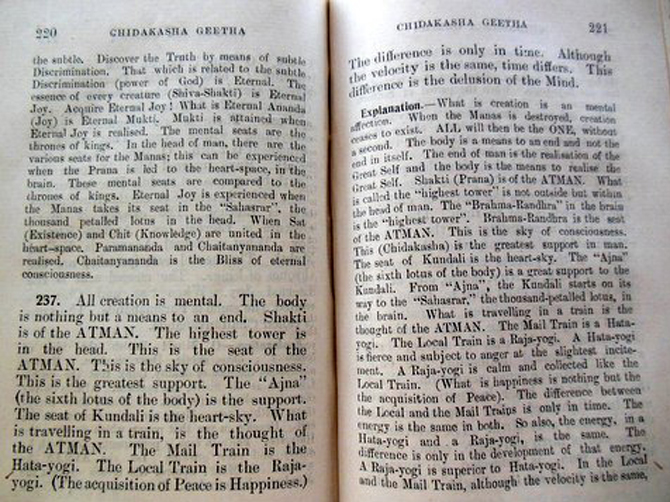 220
CHIDAKASHA GEETHA
the subtle. Discover the Truth by means of subtle
Discrimination. That which is related to the subtle
Discrimination (power of God) is Eternal. The
essence of every creature (Shiva-Shakti) is Eternal
Joy. Acquire Eternal Joy! What is Eternal Ananda
(Joy) is Eternal Mukti. Mukti is attained when
Eternal Joy is realised. The mental seats are the
thrones of kings. In the head of man, there are the
various seats for the Manas; this can be experienced
when the Prana is led to the heart-space, in the
brain. These mental seats are compared to the
thrones of kings. Eternal Joy is experienced when
the Manas takes its seat in the "Sahasrar", the
thousand petalled lotus in the head. When Sat
(Existence) and Chit (Knowledge) are united in the
heart-space. Paramananda and Chaitanyananda are
realised. Chaitanyananda is the Bliss of eternal
consciousness.
237. All creation is mental. The body
is nothing but a means to an end. Shakti
is of the ATMAN. The highest tower is
in the head. This is the seat of the
ATMAN. This is the sky of consciousness.
This is the greatest support. The "Ajna"
(the sixth lotus of the body) is the support.
The seat of Kundali is the heart-sky. What
is travelling in a train, is the thought of
the ATMAN. The Mail Train is the
Hata-yogi. The Local Train is the Raja-
yogi. (The acquisition of Peace is Happiness.)
CHIDAKASHA GEETHA
221
The difference is only in time. Although
the velocity is the same, time differs. This
difference is the delusion of the Mind.
Explanation.—What is creation is an mental
affection. When the Manas is destroyed, creation
ceases to exist. ALL will then be the ONE, without
a second. The body is a means to an end and not the
end in itself. The end of man is the realisation of the
Great Self and the body is the means to realise the
Great Self. Shakti (Prana) is of the ATMAN. What
is called the "highest tower" is not outside but within
the head of man. The "Brahma-Randhra" in the brain
is the "highest tower". Brahma-Randhra is the seat
of the ATMAN. This is the sky of consciousness.
This (Chidakasha) is the greatest support in man.
The seat of Kundali is the heart-sky. The "Ajna"
(the sixth lotus of the body) is a great support to the
Kundali. From "Ajna", the Kundali starts on its
way to the "Sahasrar," the thousand-petalled lotus, in
the brain. What is travelling in a train is the
thought of the ATMAN. The Mail Train is a Hata-
yogi. The Local Train is a Raja-yogi. A Hata-yogi
is fierce and subject to anger at the slightest incite-
ment. A Raja-yogi is calm and collected like the
Local Train. (What is happiness is nothing but the
the acquisition of Peace). The difference between
the Local and the Mail Trains is only in time. The
energy is the same in both. So also, the energy, in a
Hata-yogi and a Raja-yogi, is the same. The
difference is only in the development of that energy.
A Raja-yogi is superior to Hata-yogi. In the Local
and the Mail Train, although the velocity is the same,